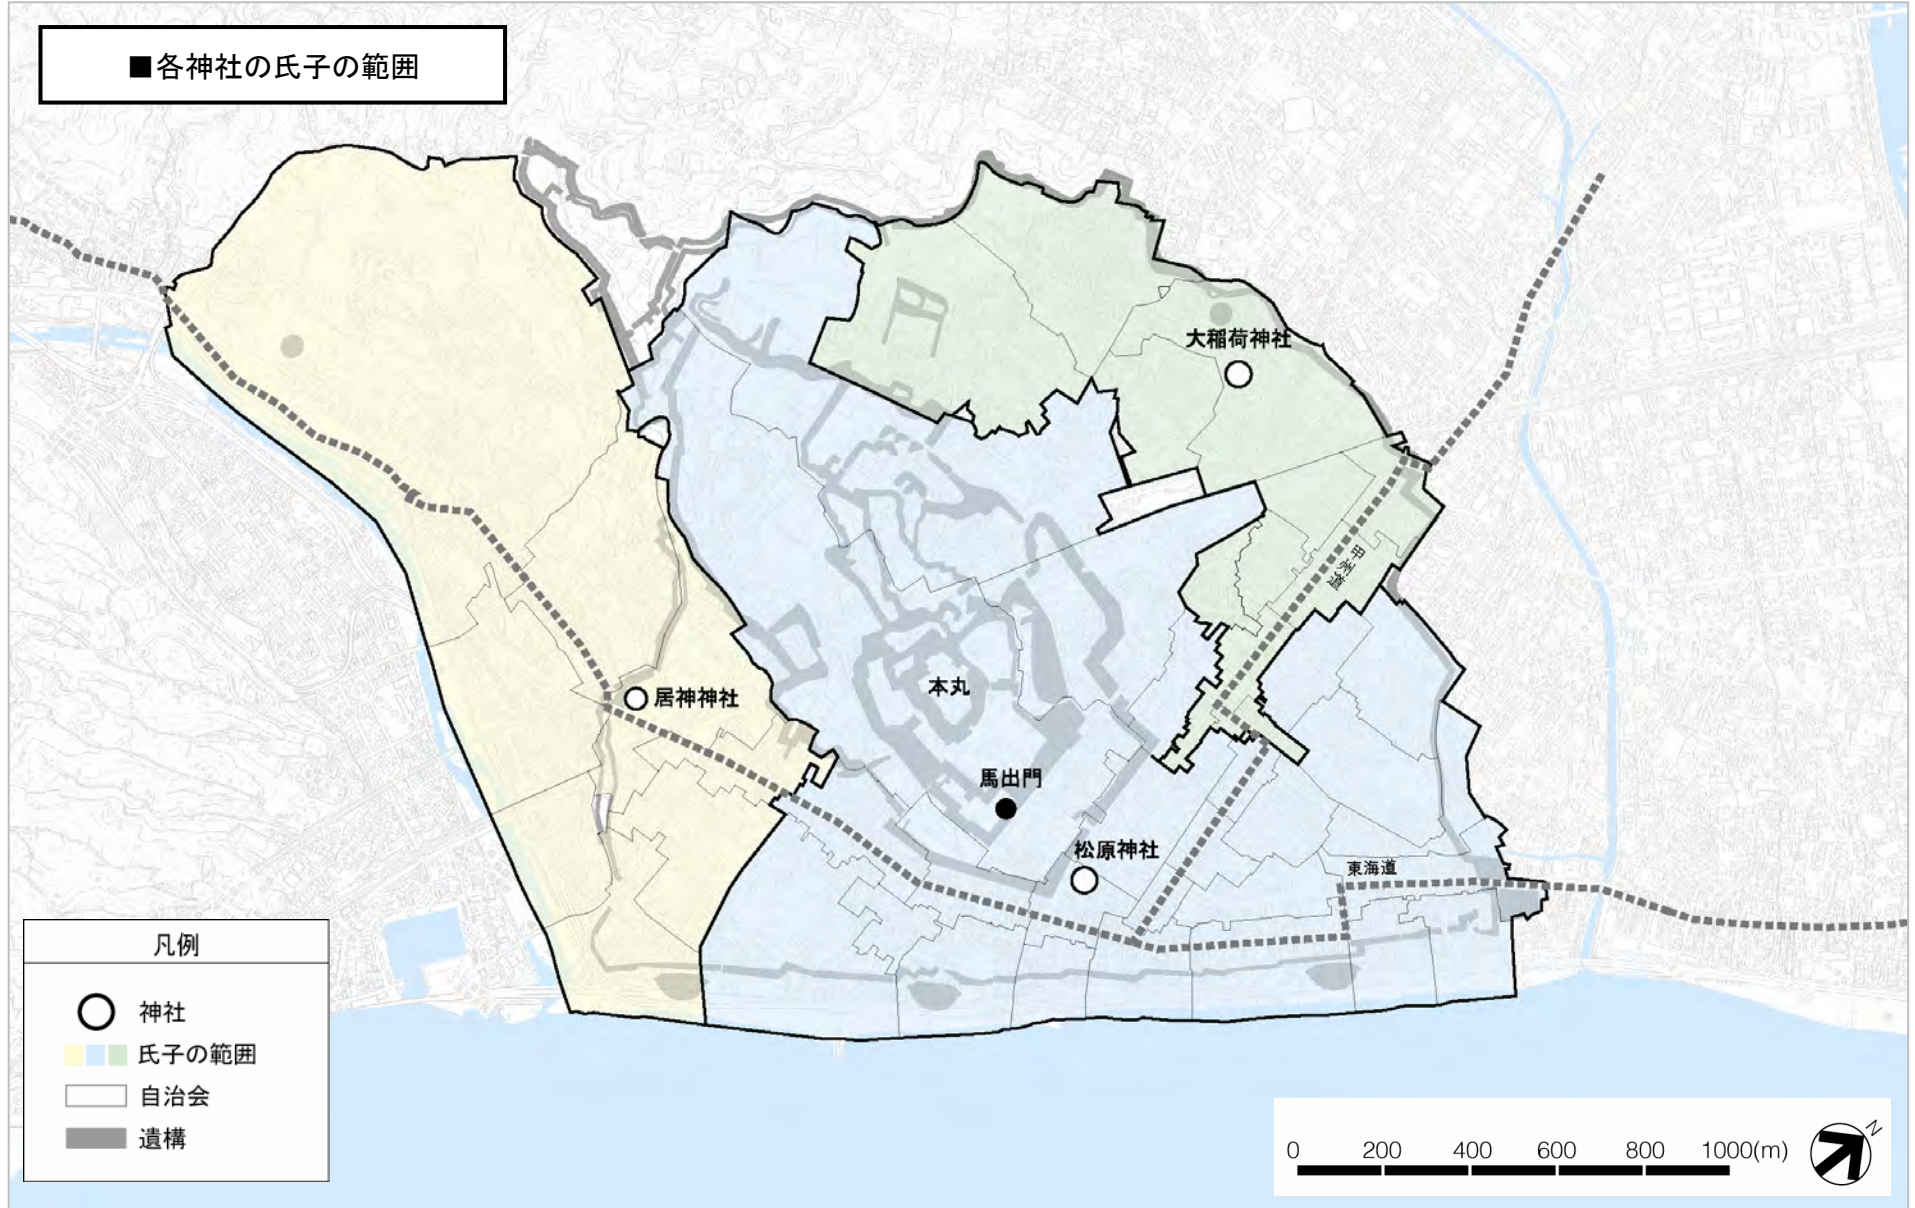 ■各神社の氏子の範囲
大稲荷神社
甲州道
居神神社
本丸
馬出門
松原神社
東海道
凡例
神社
氏子の範囲
自治会
遺構
0 200 400 600 800 1000(m)
N